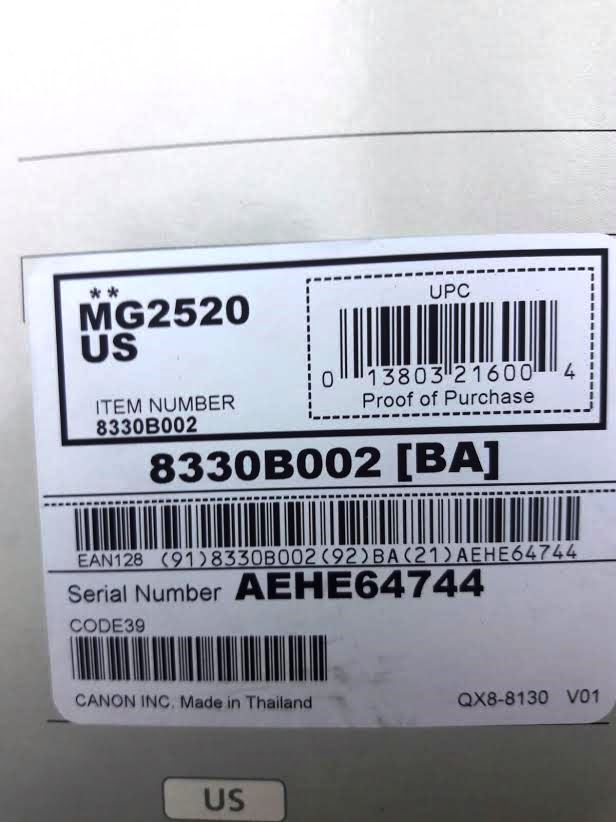 **
MG2520
US
ITEM NUMBER
8330B002
UPC
0 13803 21600 4
Proof of Purchase
8330B002 [BA]
EAN128 (91)8330B002(92)BA(21)AEHE64744
Serial Number AEHE64744
CODE39
CANON INC. Made in Thailand QX8-8130 V01
US